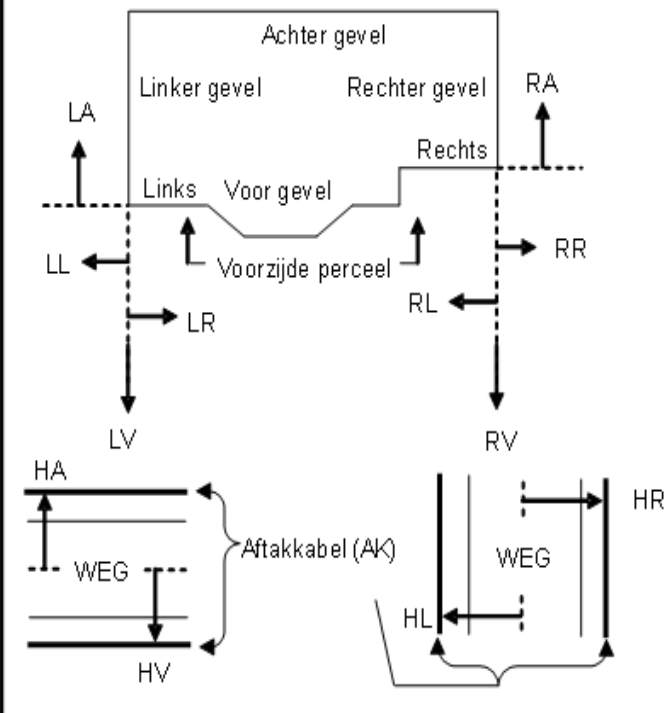 Achter gevel
Linker gevel Rechter gevel RA
LA
Rechts
Links Voor gevel
LL Voorzijde perceel RR
RL
LR
LV RV
HA
HR
WEG Aftakkabel (AK) WEG
HL
HV